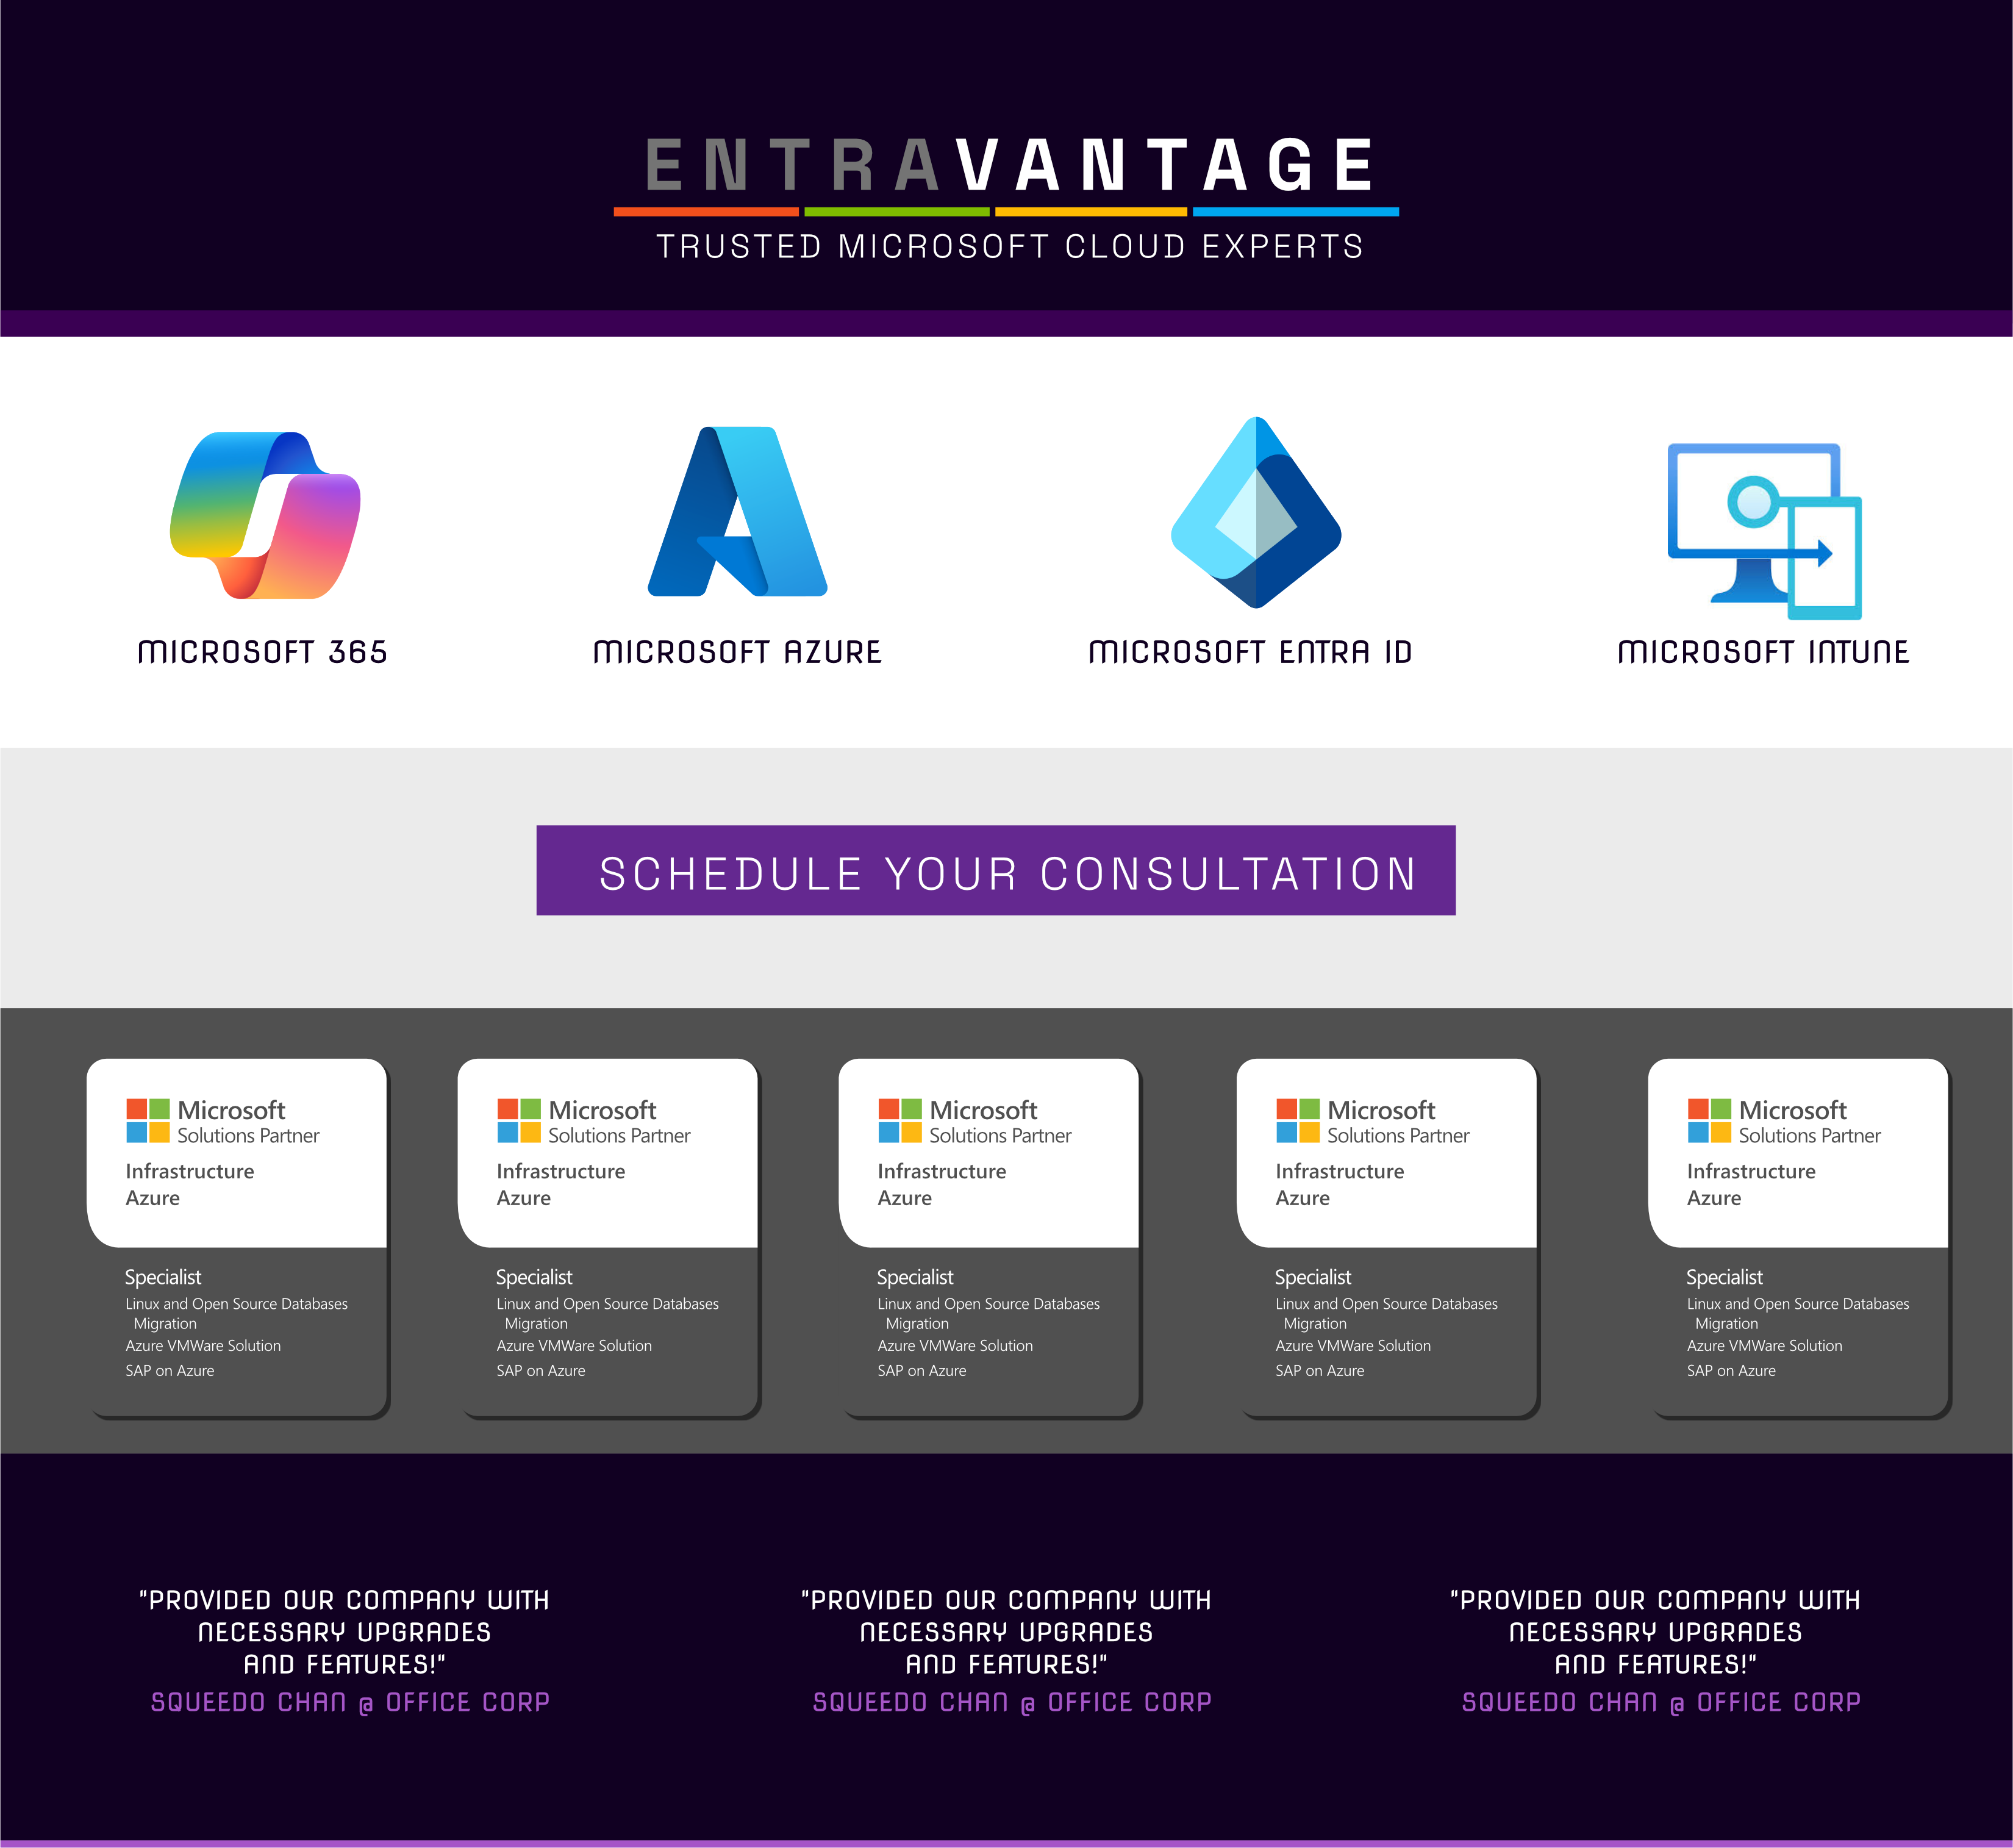 ENTRAVANTAGE
TRUSTED MICROSOFT CLOUD EXPERTS
MICROSOFT 365
MICROSOFT AZURE
MICROSOFT ENTRA ID
MICROSOFT INTUNE
SCHEDULE YOUR CONSULTATION
Microsoft
Solutions Partner
Infrastructure
Azure
Specialist
Linux and Open Source Databases
Migration
Azure VMWare Solution
SAP on Azure
Microsoft
Solutions Partner
Infrastructure
Azure
Specialist
Linux and Open Source Databases
Migration
Azure VMWare Solution
SAP on Azure
Microsoft
Solutions Partner
Infrastructure
Azure
Specialist
Linux and Open Source Databases
Migration
Azure VMWare Solution
SAP on Azure
Microsoft
Solutions Partner
Infrastructure
Azure
Specialist
Linux and Open Source Databases
Migration
Azure VMWare Solution
SAP on Azure
Microsoft
Solutions Partner
Infrastructure
Azure
Specialist
Linux and Open Source Databases
Migration
Azure VMWare Solution
SAP on Azure
"PROVIDED OUR COMPANY WITH
NECESSARY UPGRADES
AND FEATURES!"
SQUEEDO CHAN @ OFFICE CORP
"PROVIDED OUR COMPANY WITH
NECESSARY UPGRADES
AND FEATURES!"
SQUEEDO CHAN @ OFFICE CORP
"PROVIDED OUR COMPANY WITH
NECESSARY UPGRADES
AND FEATURES!"
SQUEEDO CHAN @ OFFICE CORP